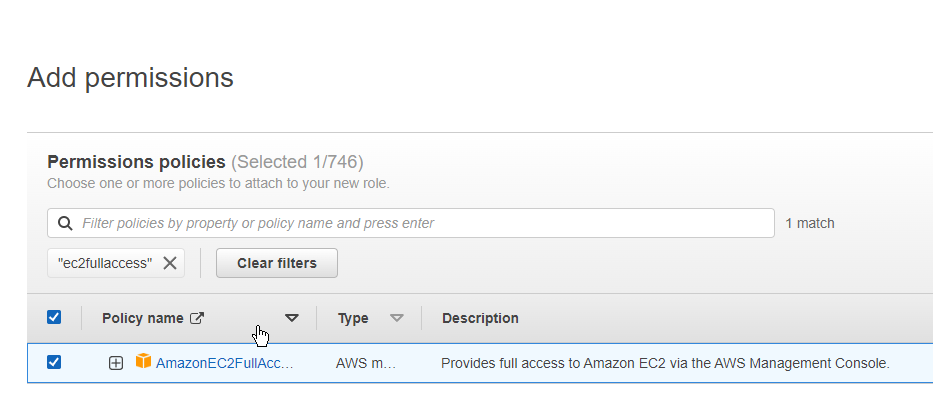 Add permissions
Permissions policies (Selected 1/746)
Choose one or more policies to attach to your new role.
Filter policies by property or policy name and press enter
1 match
"ec2fullaccess"
Clear filters
Policy name Type Description
AmazonEC2FullAcc... AWS m... Provides full access to Amazon EC2 via the AWS Management Console.